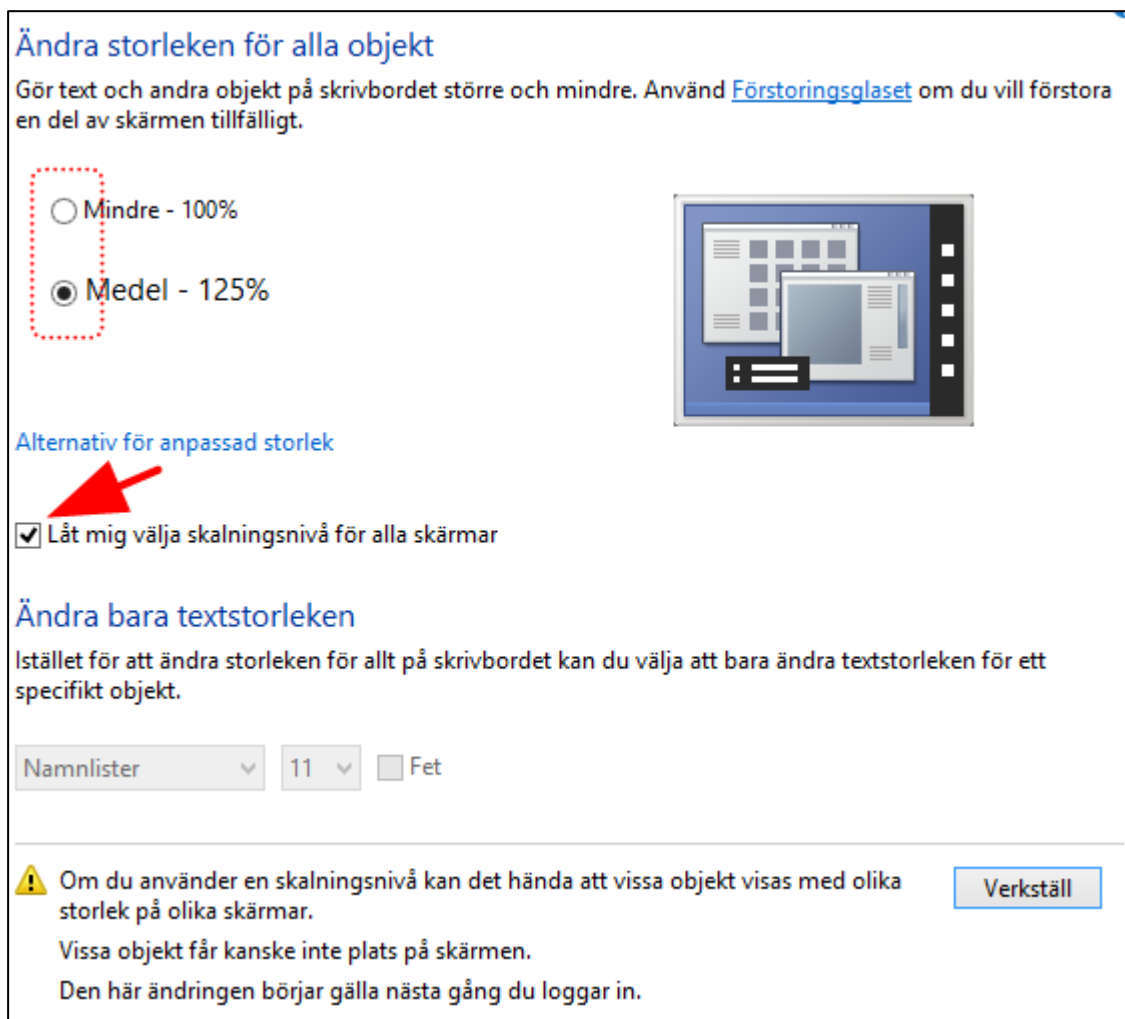 Ändra storleken för alla objekt
Gör text och andra objekt på skrivbordet större och mindre. Använd Förstoringsglaset om du vill förstora
en del av skärmen tillfälligt.
Mindre - 100%
Medel - 125%
Alternativ för anpassad storlek
Låt mig välja skalningsnivå för alla skärmar
Ändra bara textstorleken
Istället för att ändra storleken för allt på skrivbordet kan du välja att bara ändra textstorleken för ett
specifikt objekt.
Namnlister 11 Fet
Om du använder en skalningsnivå kan det hända att vissa objekt visas med olika
storlek på olika skärmar.
Verkställ
Vissa objekt får kanske inte plats på skärmen.
Den här ändringen börjar gälla nästa gång du loggar in.